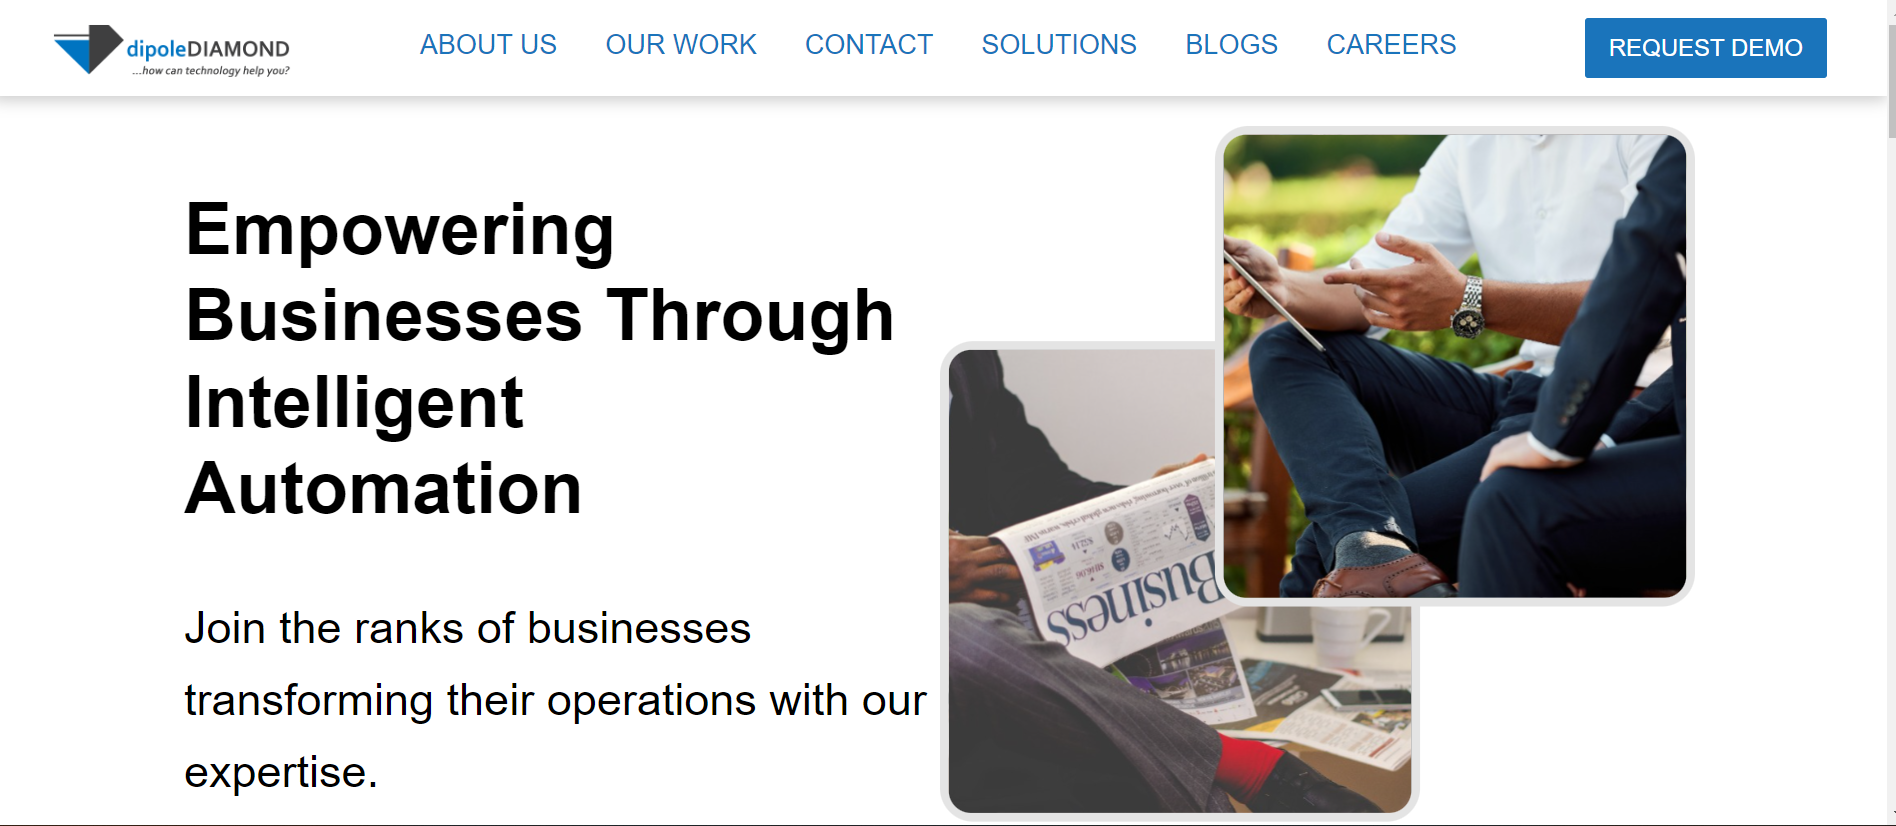 dipoleDIAMOND
...how can technology help you?
ABOUT US
OUR WORK
CONTACT
SOLUTIONS
BLOGS
CAREERS
REQUEST DEMO
Empowering
Businesses Through
Intelligent
Automation
Join the ranks of businesses
transforming their operations with our
expertise.
Business